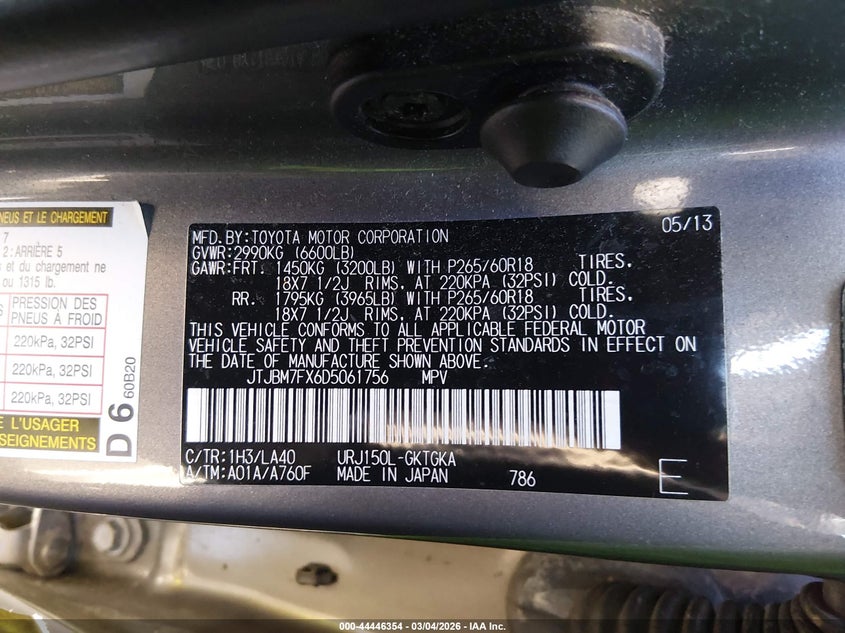 NEUS ET LE CHARGEMENT
7
2 : ARRIÈRE 5
s et du chargement ne
ou 1315 lb.
PRESSION DES
PNEUS À FROID
220kPa, 32PSI
220kPa, 32PSI
220kPa, 32PSI
E L'USAGER
SEIGNEMENTS
D 6 60B20
MFD.BY:TOYOTA MOTOR CORPORATION 05/13
GVWR:2990KG (6600LB)
GAWR:FRT. 1450KG (3200LB) WITH P265/60R18 TIRES.
18X7 1/2J RIMS. AT 220KPA (32PSI) COLD.
RR. 1795KG (3965LB) WITH P265/60R18 TIRES.
18X7 1/2J RIMS. AT 220KPA (32PSI) COLD.
THIS VEHICLE CONFORMS TO ALL APPLICABLE FEDERAL MOTOR
VEHICLE SAFETY AND THEFT PREVENTION STANDARDS IN EFFECT ON
THE DATE OF MANUFACTURE SHOWN ABOVE.
JTJBM7FX6D5061756 MPV
C/TR:1H3/LA40 URJ150L-GKTGKA
A/TM:A01A/A760F MADE IN JAPAN 786 E
000-44446354 | 03/04/2026 - IAA Inc.